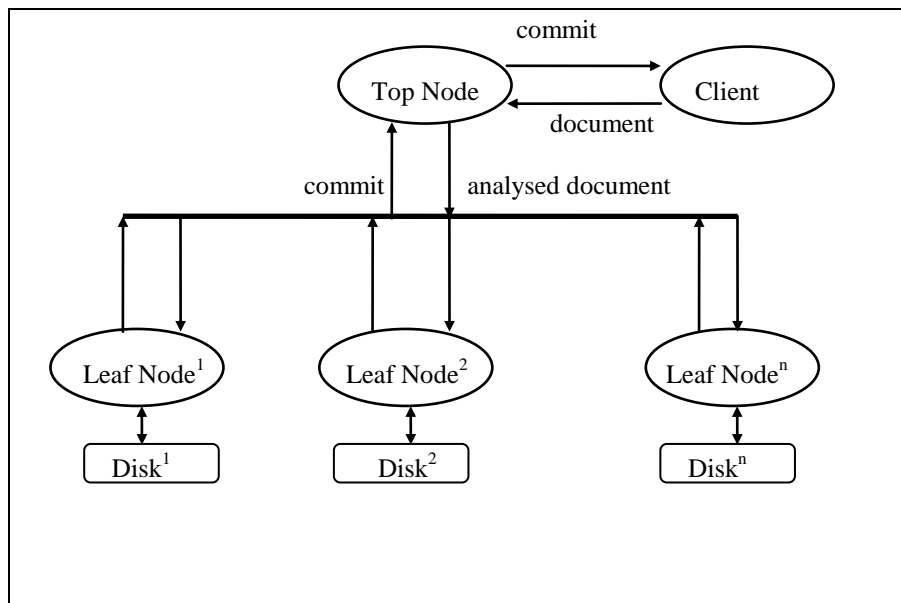 commit
Top Node
Client
document
commit
analysed document
Leaf Node¹
Leaf Node²
Leaf Nodeⁿ
Disk¹
Disk²
Diskⁿ